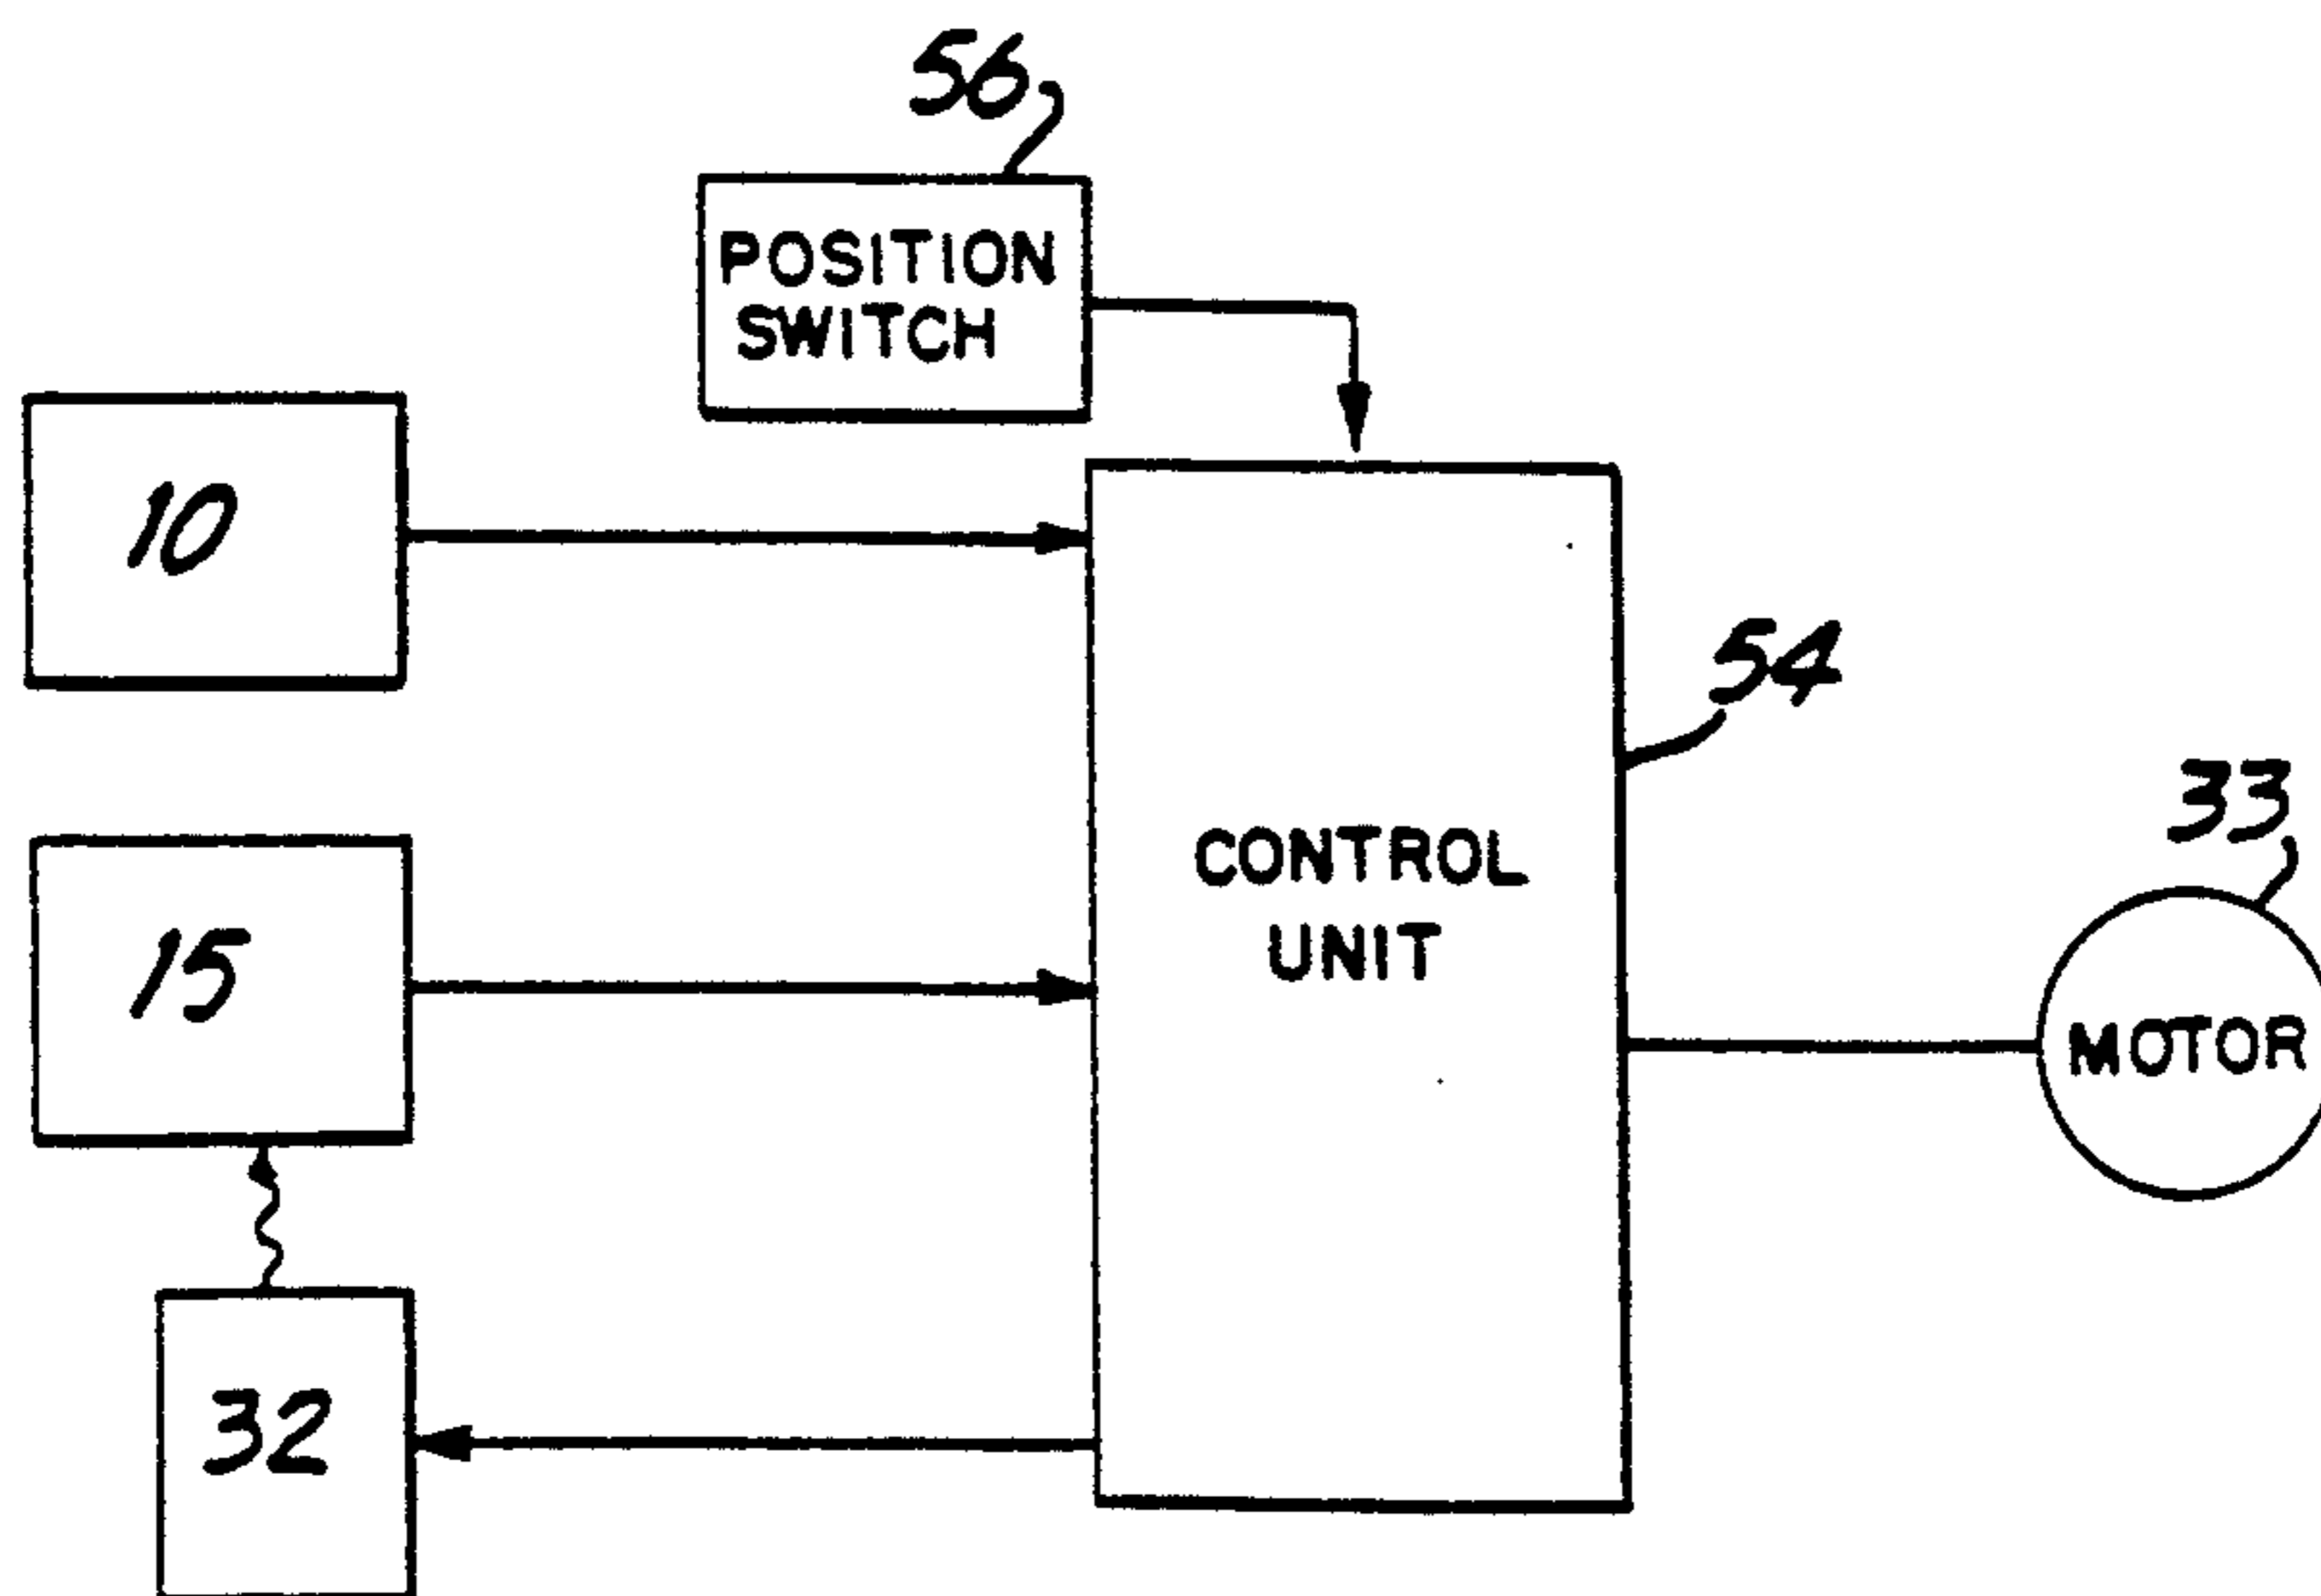 56
POSITION
SWITCH
10
54
33
CONTROL
UNIT
15
MOTOR
32